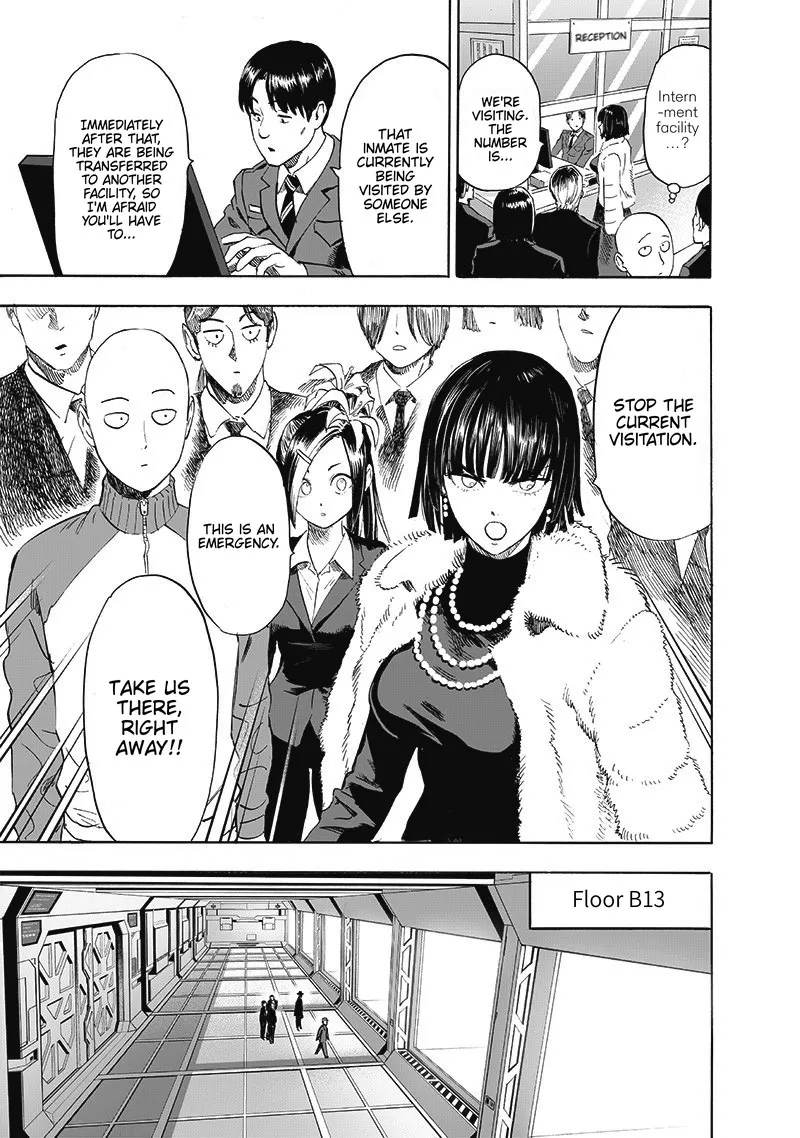 RECEPTION
Intern
-ment
facility
...?
WE'RE
VISITING.
THE
NUMBER
IS...
THAT
INMATE IS
CURRENTLY
BEING
VISITED BY
SOMEONE
ELSE.
IMMEDIATELY
AFTER THAT,
THEY ARE BEING
TRANSFERRED
TO ANOTHER
FACILITY, SO
I'M AFRAID
YOU'LL HAVE
TO...
STOP THE
CURRENT
VISITATION.
THIS IS AN
EMERGENCY.
TAKE US
THERE,
RIGHT
AWAY!!
Floor B13